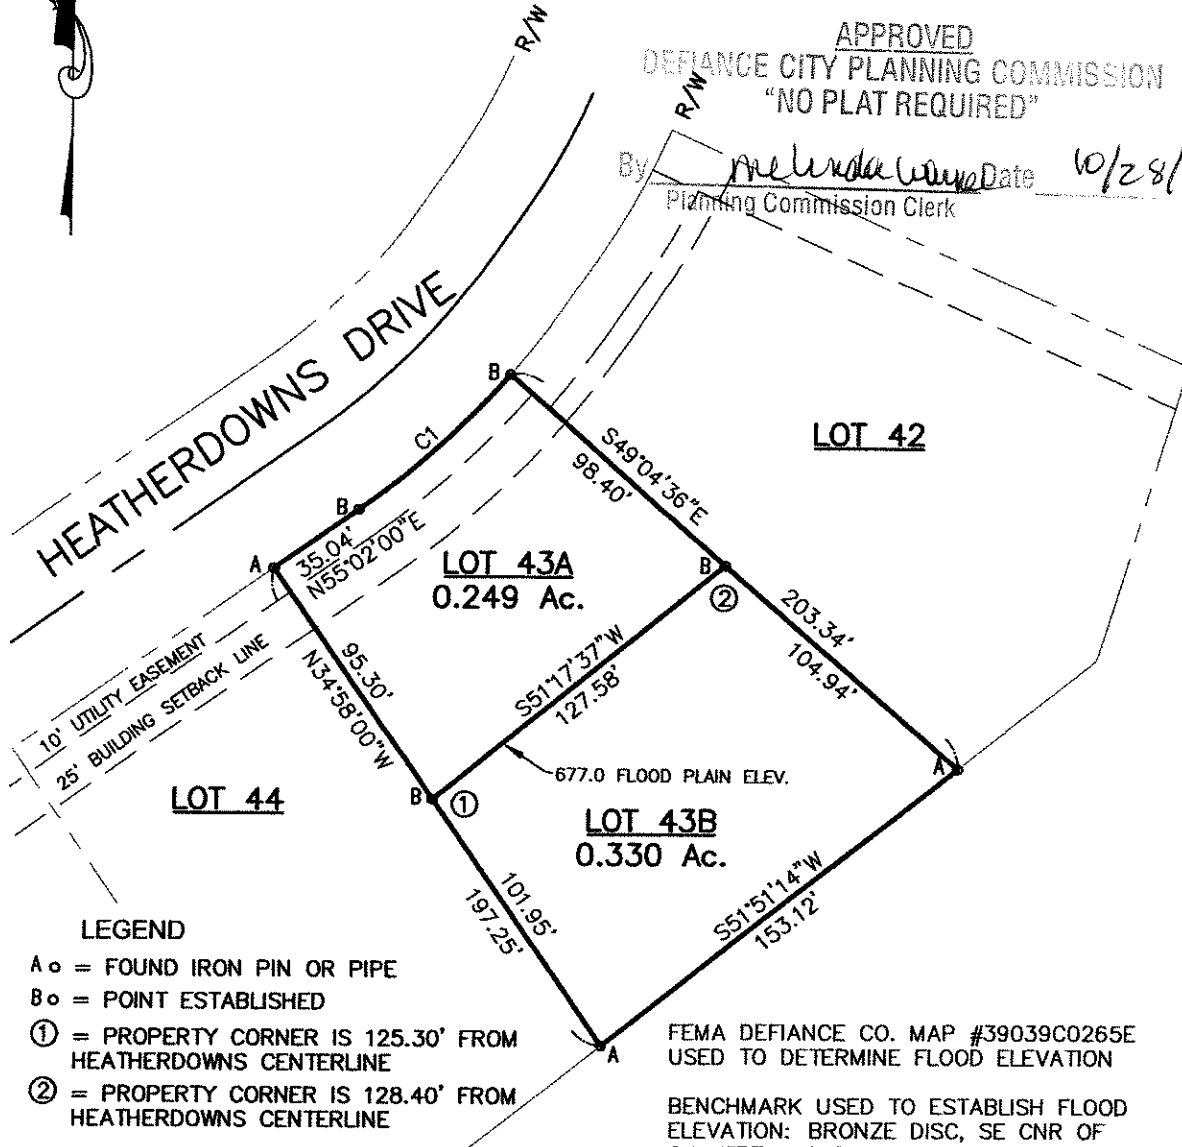 APPROVED
DEFIANCE CITY PLANNING COMMISSION
"NO PLAT REQUIRED"
By Date 10/28/
Planning Commission Clerk
R/W
R/W
HEATHERDOWNS DRIVE
B
C1
B
A
35.04'
N55°02'00"E
S49°04'36"E
98.40'
LOT 42
LOT 43A
0.249 Ac.
B
②
203.34'
104.94'
95.30'
N34°58'00"W
S51°17'37"W
127.58'
10' UTILITY EASEMENT
25' BUILDING SETBACK LINE
677.0 FLOOD PLAIN ELEV.
A
LOT 44
B
①
LOT 43B
0.330 Ac.
101.95'
197.25'
S51°51'14"W
153.12'
A
LEGEND
A o = FOUND IRON PIN OR PIPE
B o = POINT ESTABLISHED
① = PROPERTY CORNER IS 125.30' FROM
HEATHERDOWNS CENTERLINE
② = PROPERTY CORNER IS 128.40' FROM
HEATHERDOWNS CENTERLINE
FEMA DEFIANCE CO. MAP #39039C0265E
USED TO DETERMINE FLOOD ELEVATION
BENCHMARK USED TO ESTABLISH FLOOD
ELEVATION: BRONZE DISC, SE CNR OF